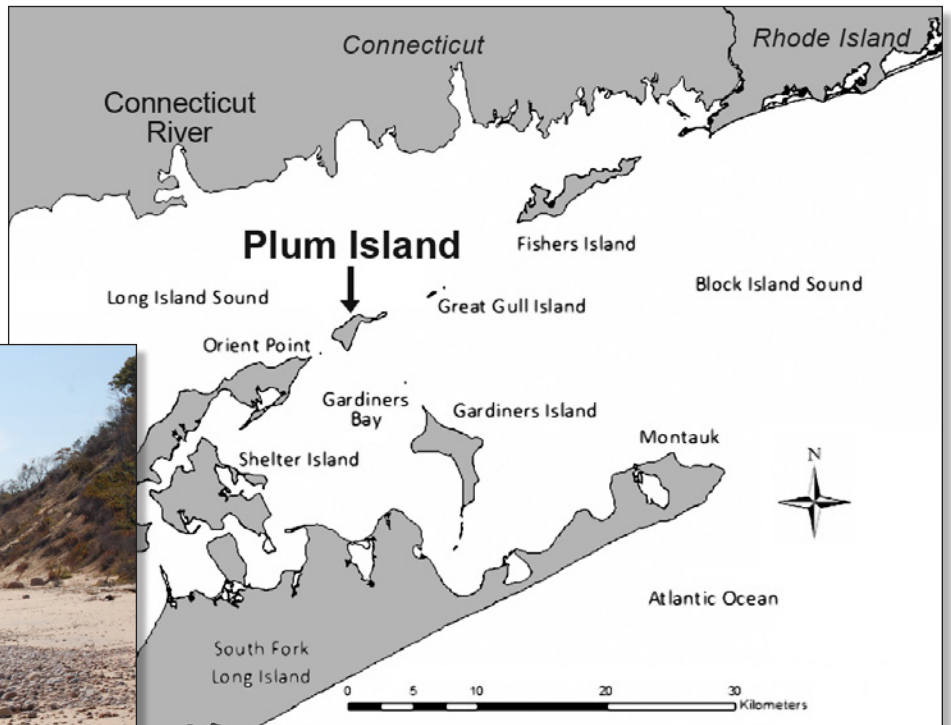 Connecticut
Rhode Island
Connecticut
River
Plum Island
Fishers Island
Block Island Sound
Long Island Sound
Great Gull Island
Orient Point
Gardiners
Bay
Gardiners Island
Montauk
N
Shelter Island
Atlantic Ocean
South Fork
Long Island
0 5 10 20 30
Kilometers